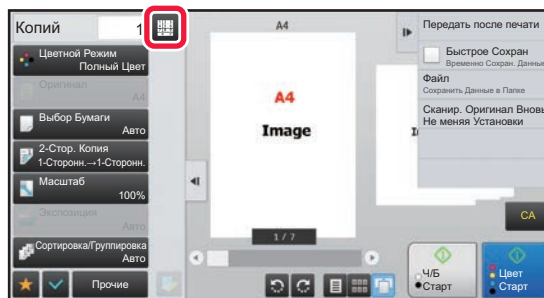 Копий
1
Цветной Режим
Полный Цвет
Оригинал
A4
Выбор Бумаги
Авто
2-Стор. Копия
1-Сторонн.→1-Сторонн.
Масштаб
100%
Экспозиция
Авто
Сортировка/Группировка
Авто
Прочие
A4
A4
Image
1 / 7
Передать после печати
Быстрое Сохран
Временно Сохран. Данные
Файл
Сохранить Данные в Папке
Сканир. Оригинал Вновь
Не меняя Установки
CA
Ч/Б
Старт
Цвет
Старт